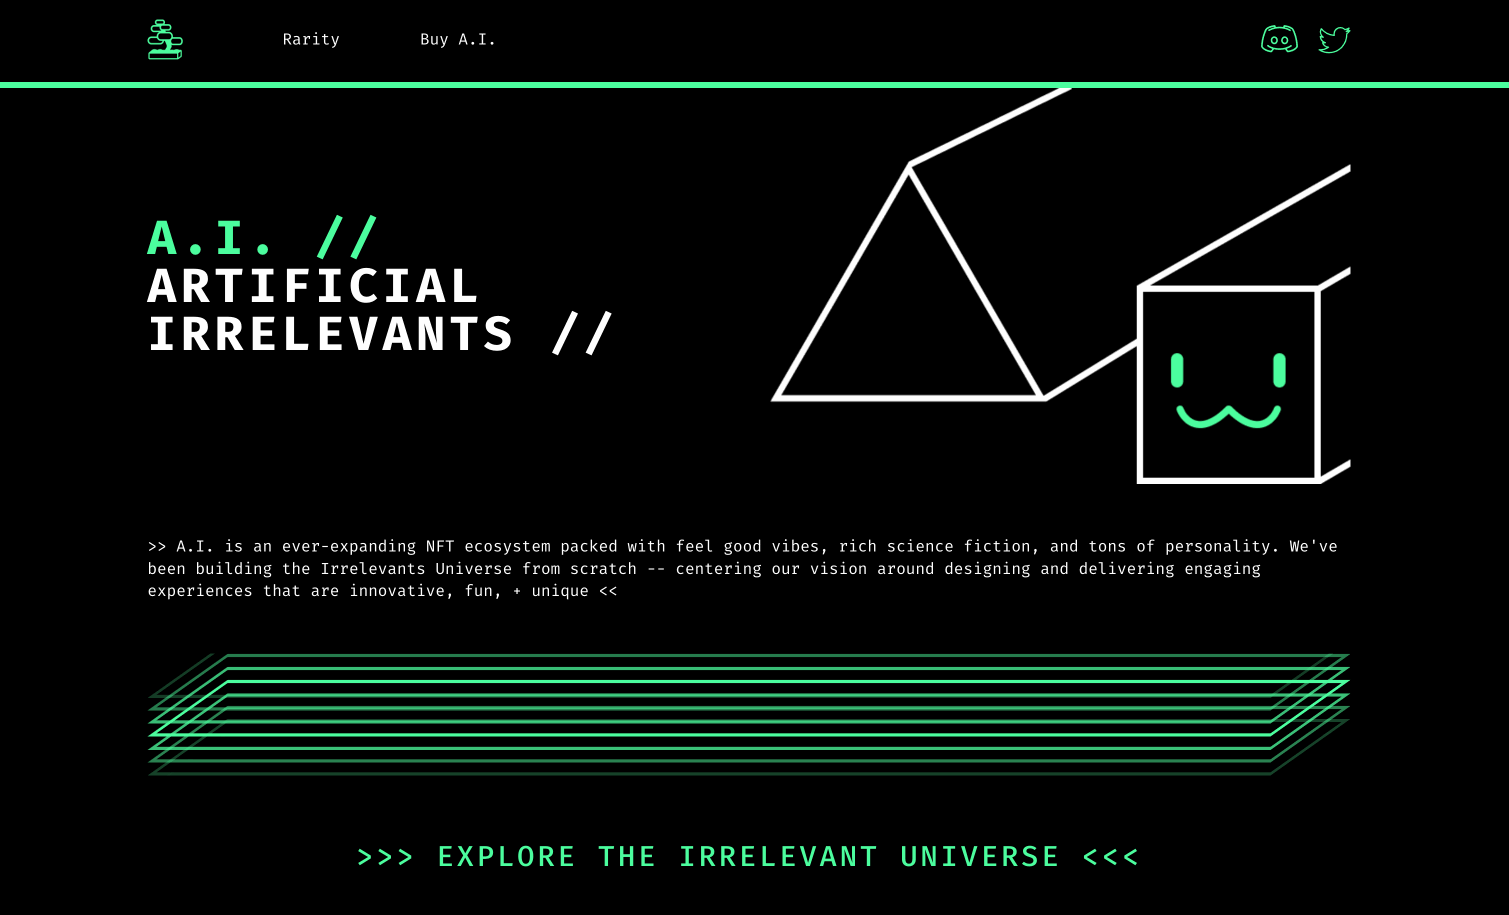 Rarity
Buy A.I.
A.I. //
ARTIFICIAL
IRRELEVANTS //
>> A.I. is an ever-expanding NFT ecosystem packed with feel good vibes, rich science fiction, and tons of personality. We've
been building the Irrelevants Universe from scratch -- centering our vision around designing and delivering engaging
experiences that are innovative, fun, + unique <<
>>> EXPLORE THE IRRELEVANT UNIVERSE <<<